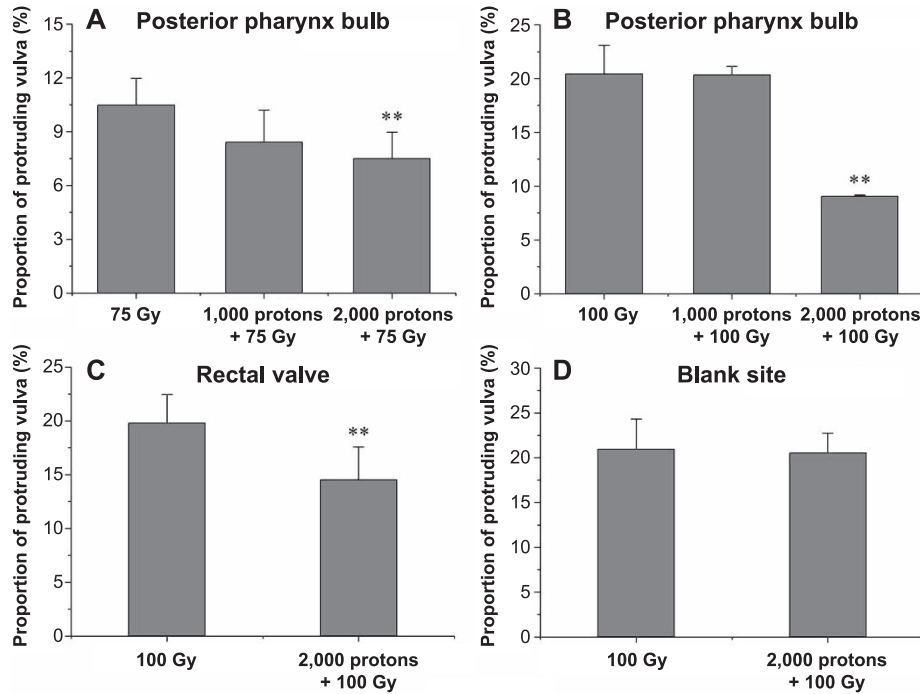 A Posterior pharynx bulb
Proportion of protruding vulva (%)
15
12
9
6
3
0
**
75 Gy
1,000 protons
+ 75 Gy
2,000 protons
+ 75 Gy
B Posterior pharynx bulb
Proportion of protruding vulva (%)
25
20
15
10
5
0
**
100 Gy
1,000 protons
+ 100 Gy
2,000 protons
+ 100 Gy
C Rectal valve
Proportion of protruding vulva (%)
25
20
15
10
5
0
**
100 Gy
2,000 protons
+ 100 Gy
D Blank site
Proportion of protruding vulva (%)
30
25
20
15
10
5
0
100 Gy
2,000 protons
+ 100 Gy